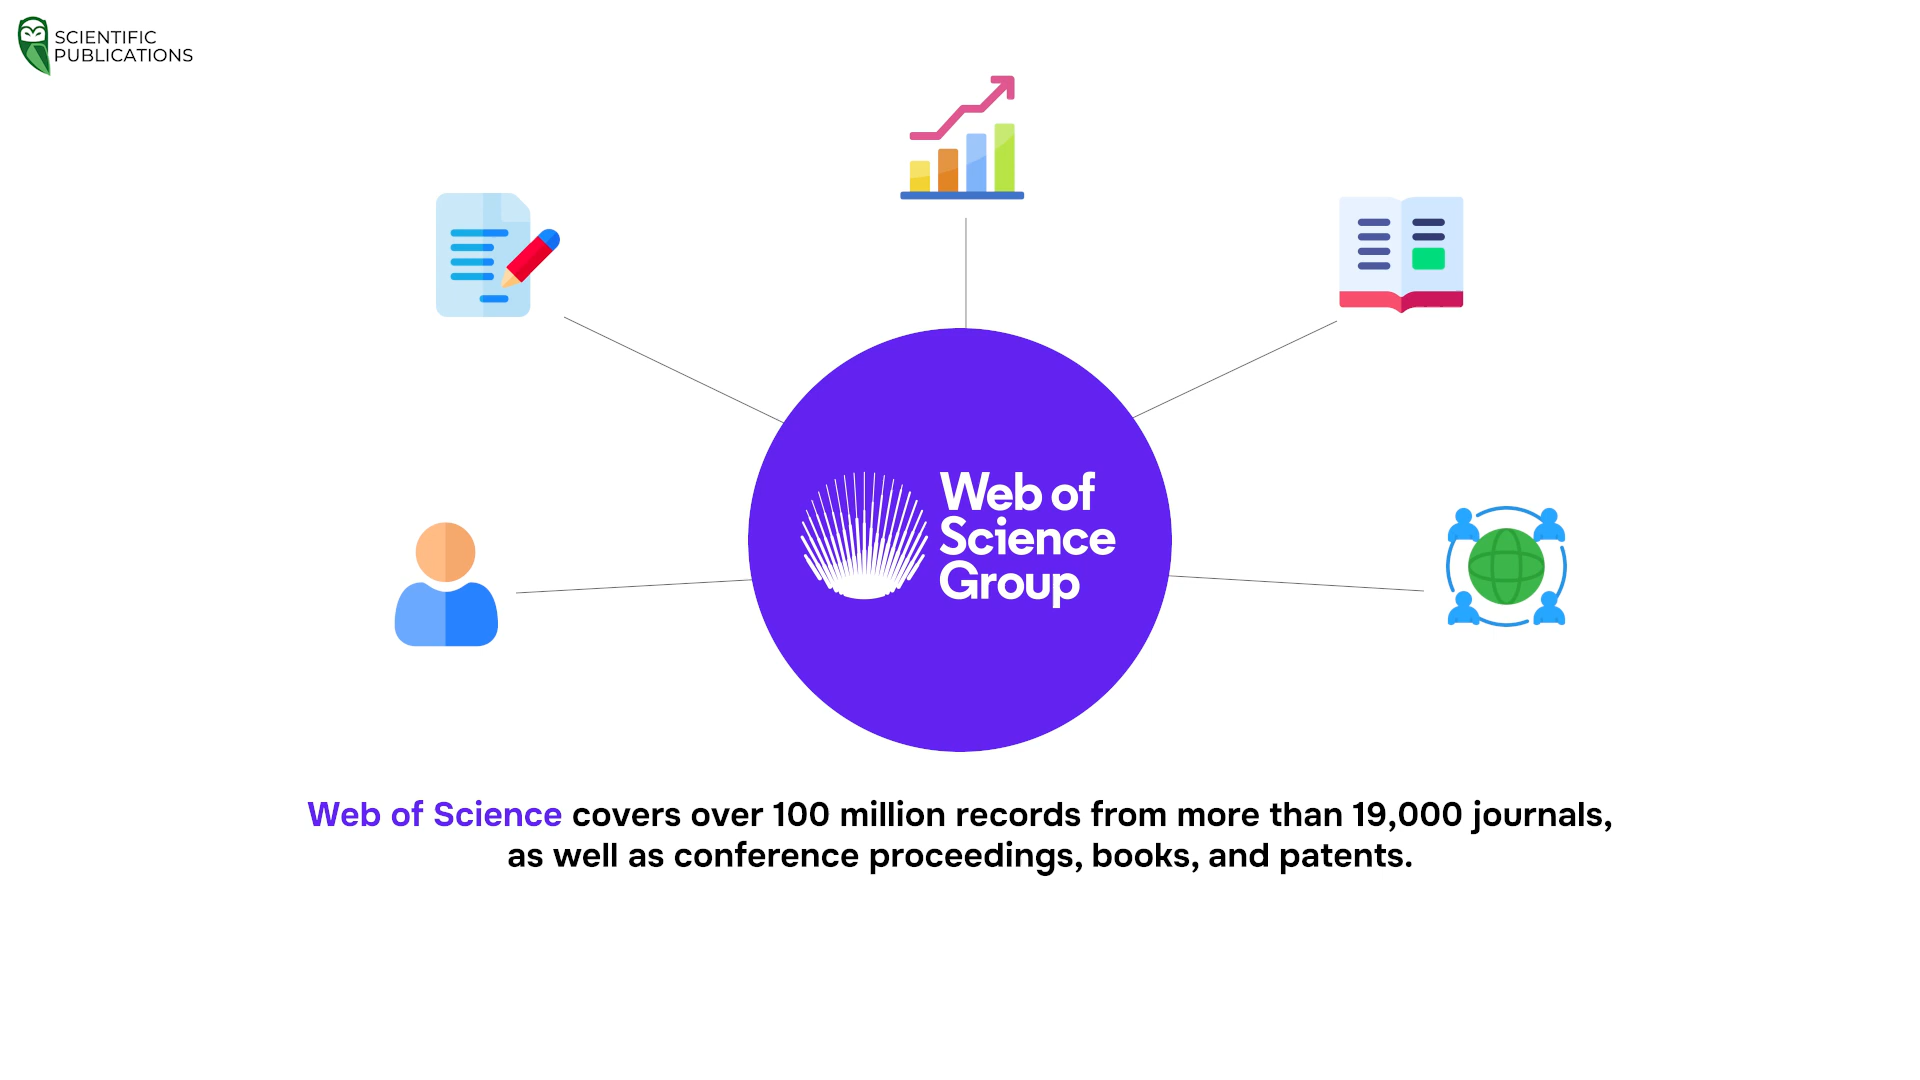 SCIENTIFIC
PUBLICATIONS
Web of
Science
Group
Web of Science covers over 100 million records from more than 19,000 journals,
as well as conference proceedings, books, and patents.